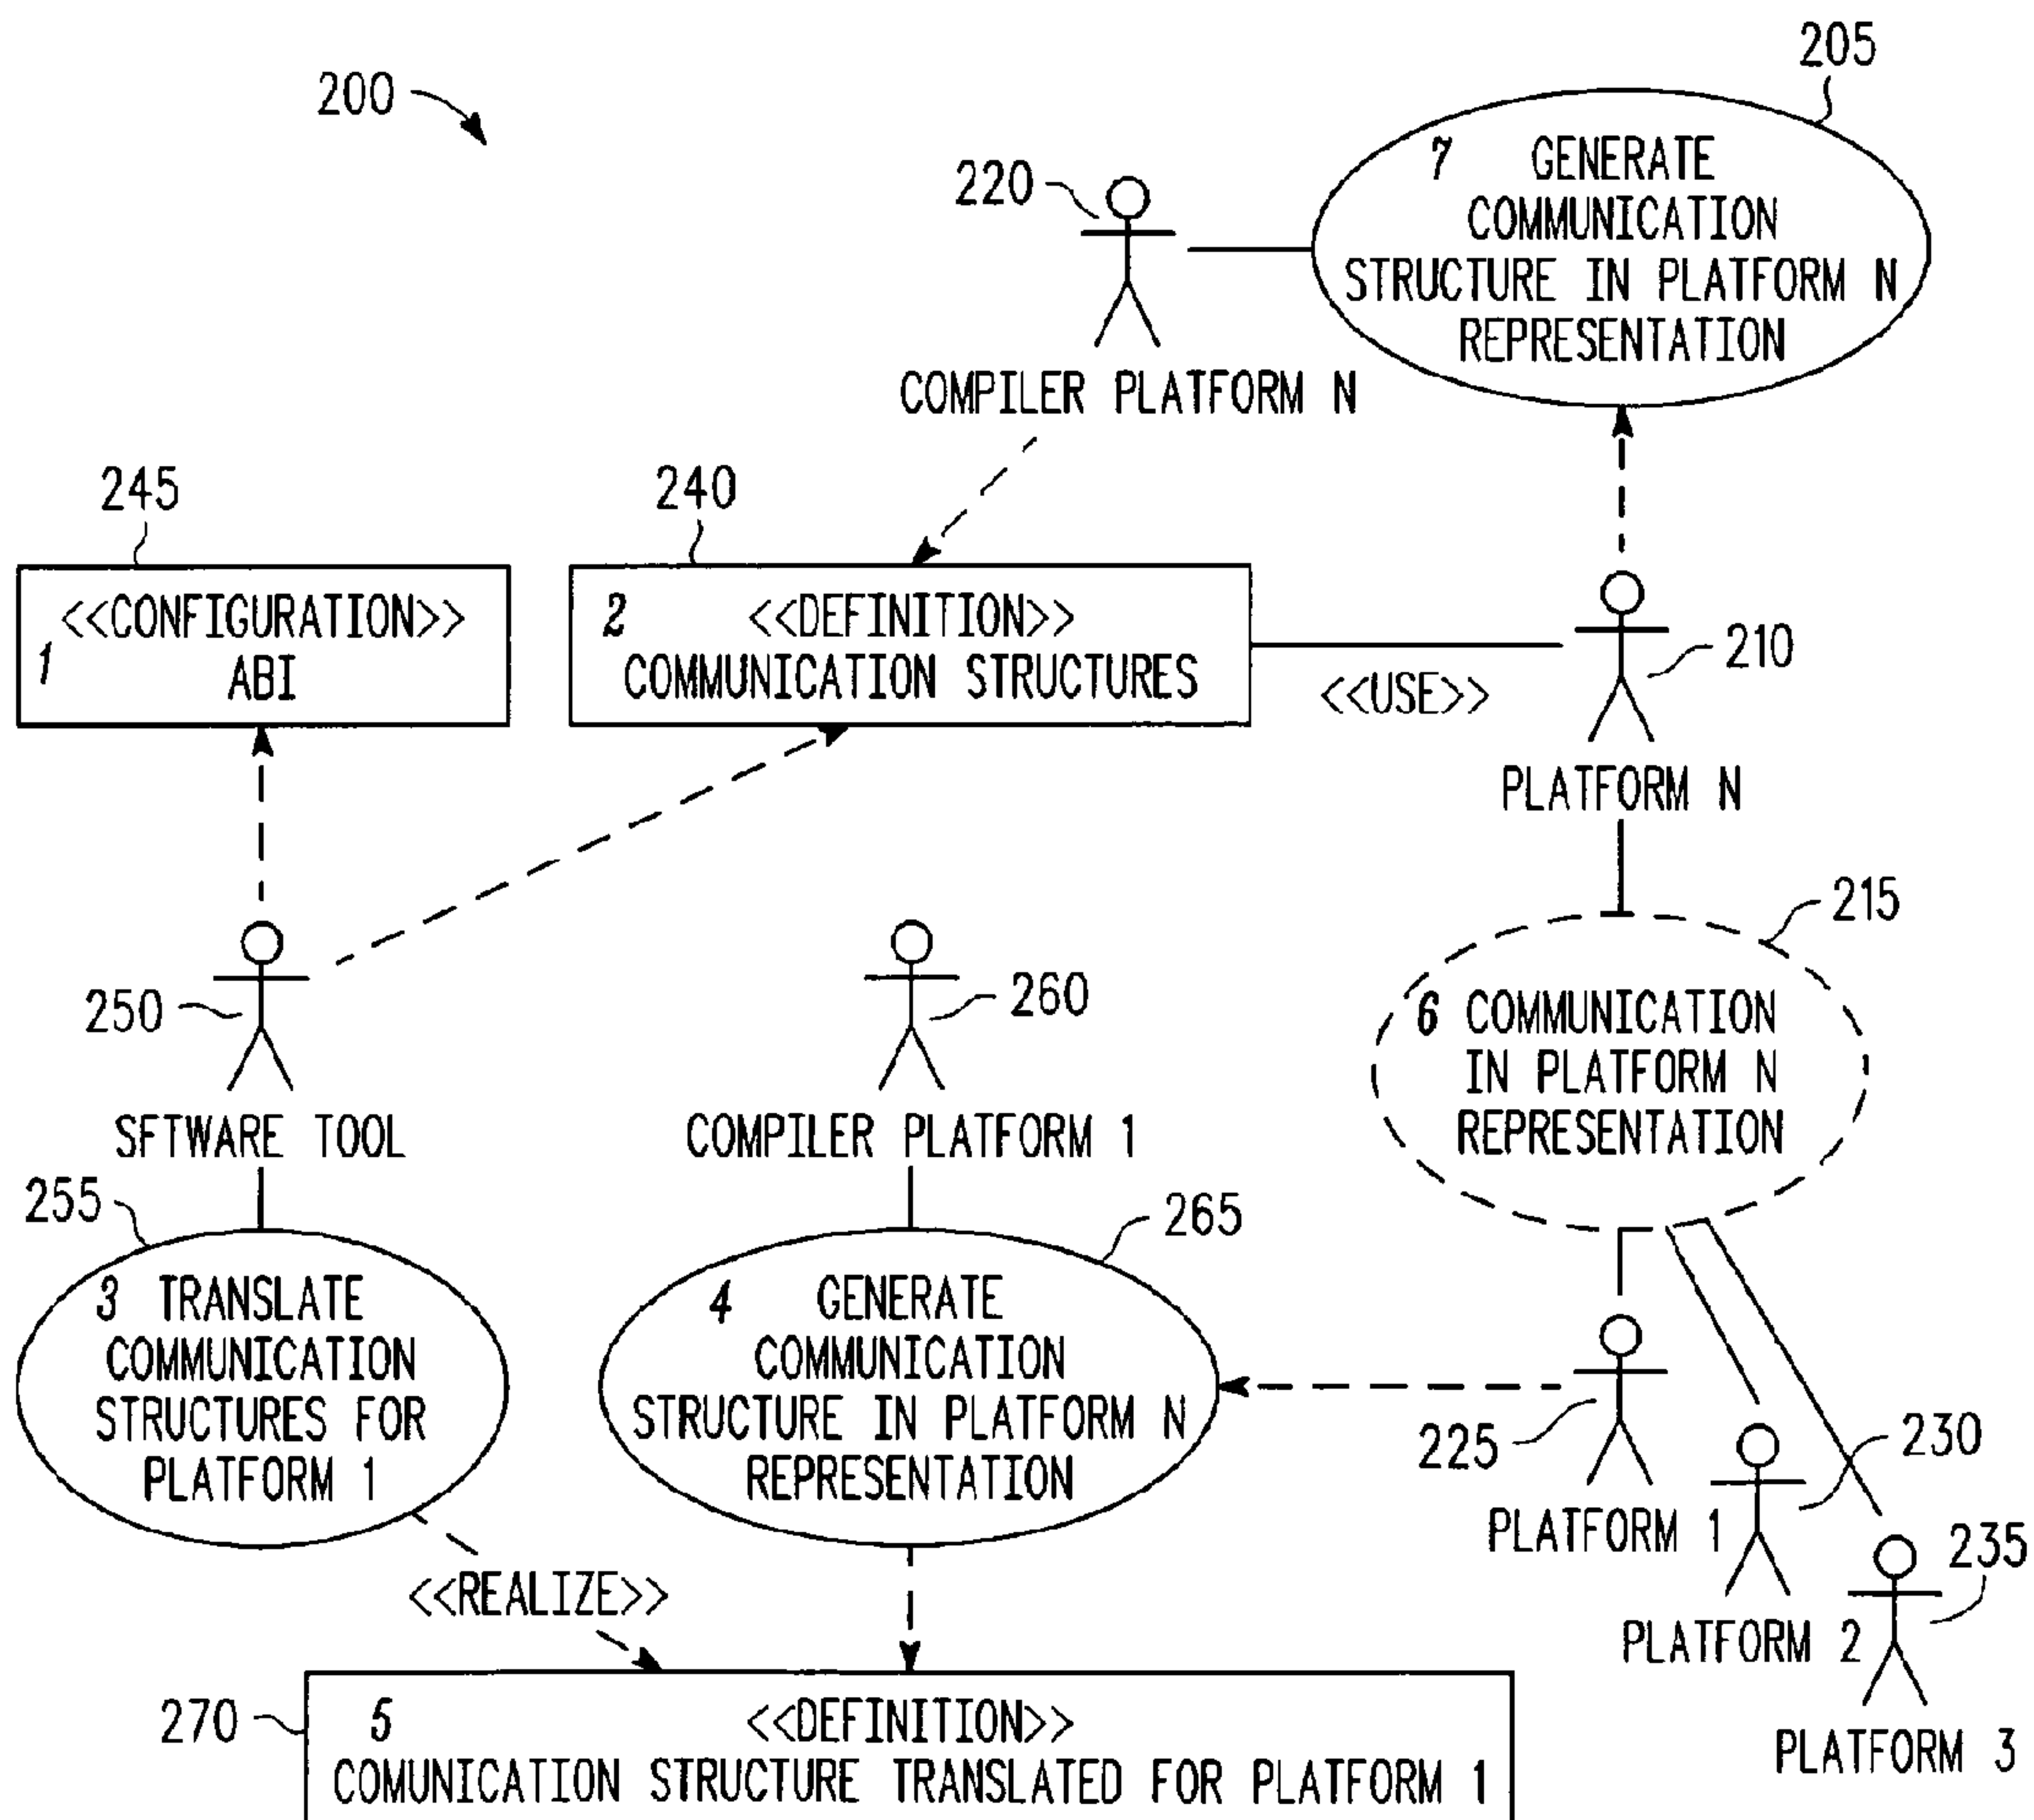 200
205
220
7 GENERATE
COMMUNICATION
STRUCTURE IN PLATFORM N
REPRESENTATION
COMPILER PLATFORM N
245
240
<<CONFIGURATION>>
1 ABI
2 <<DEFINITION>>
COMMUNICATION STRUCTURES
<<USE>>
210
PLATFORM N
215
250
260
6 COMMUNICATION
IN PLATFORM N
REPRESENTATION
SFTWARE TOOL
COMPILER PLATFORM 1
255
265
3 TRANSLATE
COMMUNICATION
STRUCTURES FOR
PLATFORM 1
4 GENERATE
COMMUNICATION
STRUCTURE IN PLATFORM N
REPRESENTATION
225
230
PLATFORM 1
235
<<REALIZE>>
PLATFORM 2
PLATFORM 3
270
5 <<DEFINITION>>
COMUNICATION STRUCTURE TRANSLATED FOR PLATFORM 1